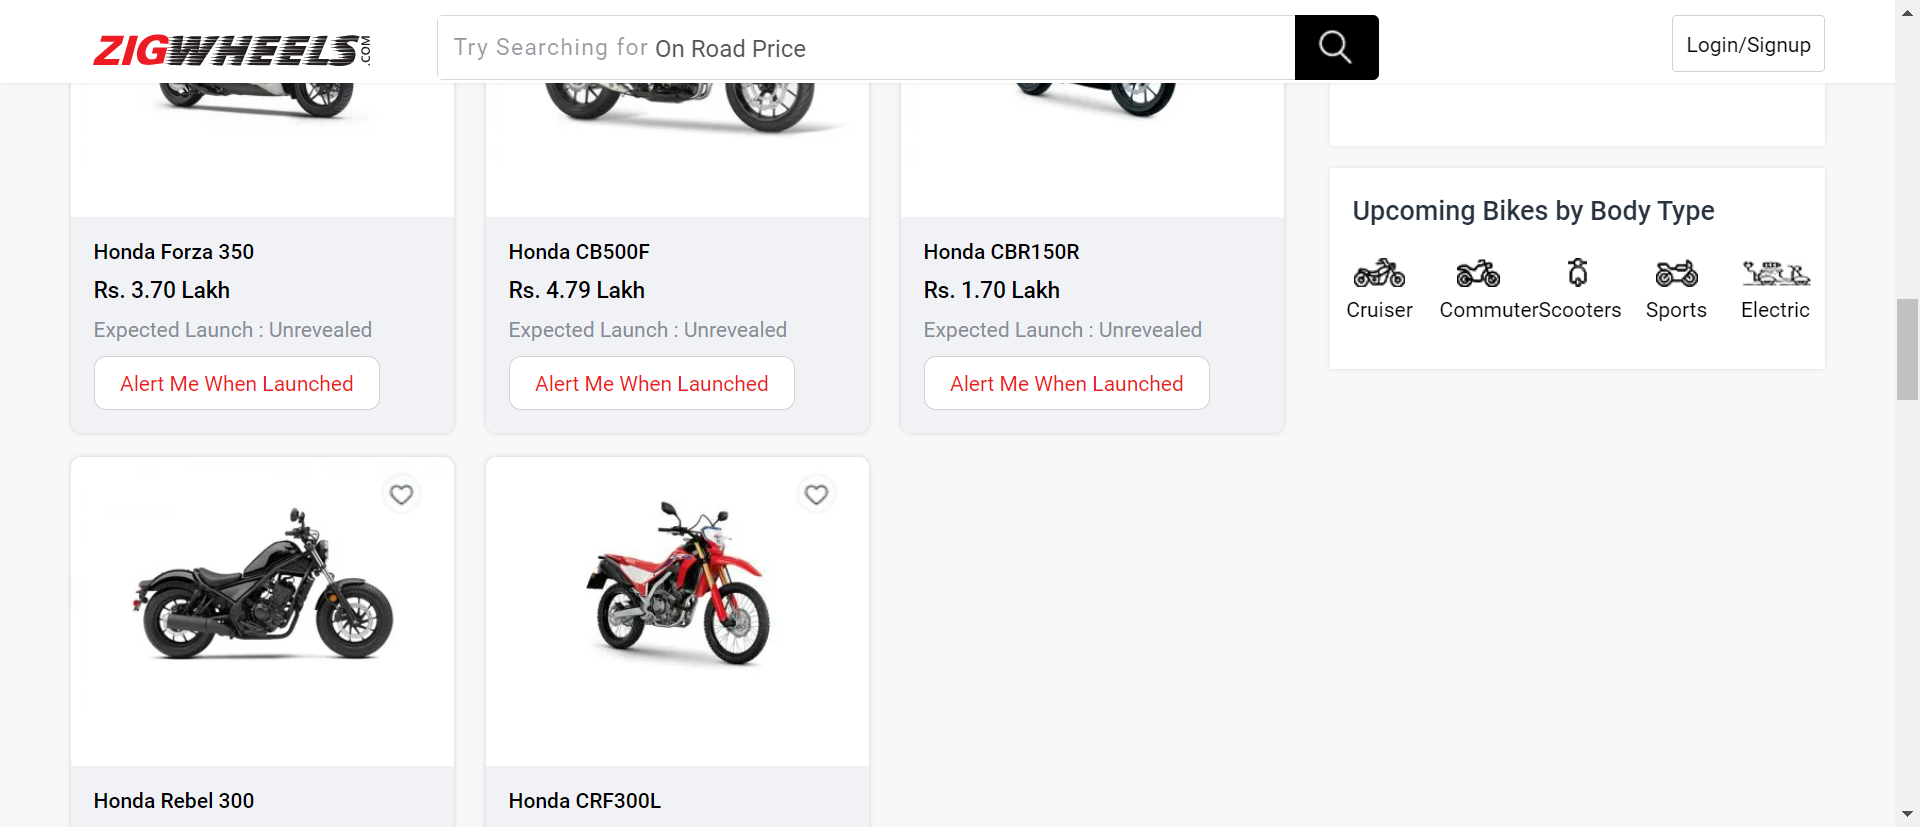 ZIGWHEELS.COM
Try Searching for On Road Price
Login/Signup
Honda Forza 350
Rs. 3.70 Lakh
Expected Launch : Unrevealed
Alert Me When Launched
Honda CB500F
Rs. 4.79 Lakh
Expected Launch : Unrevealed
Alert Me When Launched
Honda CBR150R
Rs. 1.70 Lakh
Expected Launch : Unrevealed
Alert Me When Launched
Upcoming Bikes by Body Type
Cruiser
Commuter
Scooters
Sports
Electric
Honda Rebel 300
Honda CRF300L